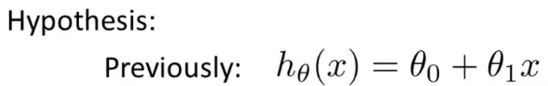 Hypothesis:
Previously: hθ(x) = θ0 + θ1x